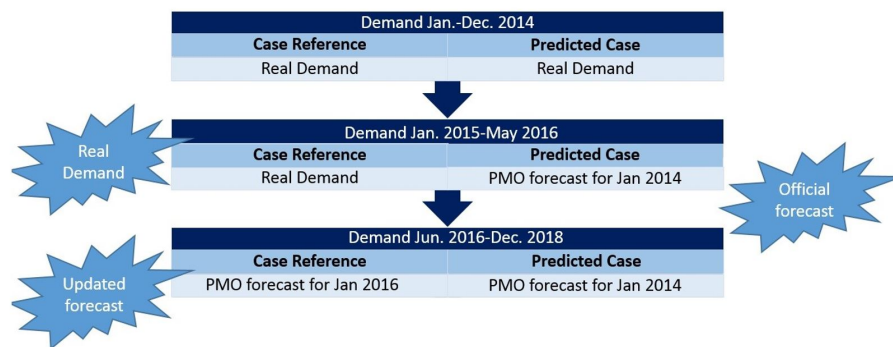 Demand Jan.-Dec. 2014
Case Reference Predicted Case
Real Demand Real Demand
Real
Demand
Demand Jan. 2015-May 2016
Case Reference Predicted Case
Real Demand PMO forecast for Jan 2014
Official
forecast
Demand Jun. 2016-Dec. 2018
Case Reference Predicted Case
PMO forecast for Jan 2016 PMO forecast for Jan 2014
Updated
forecast